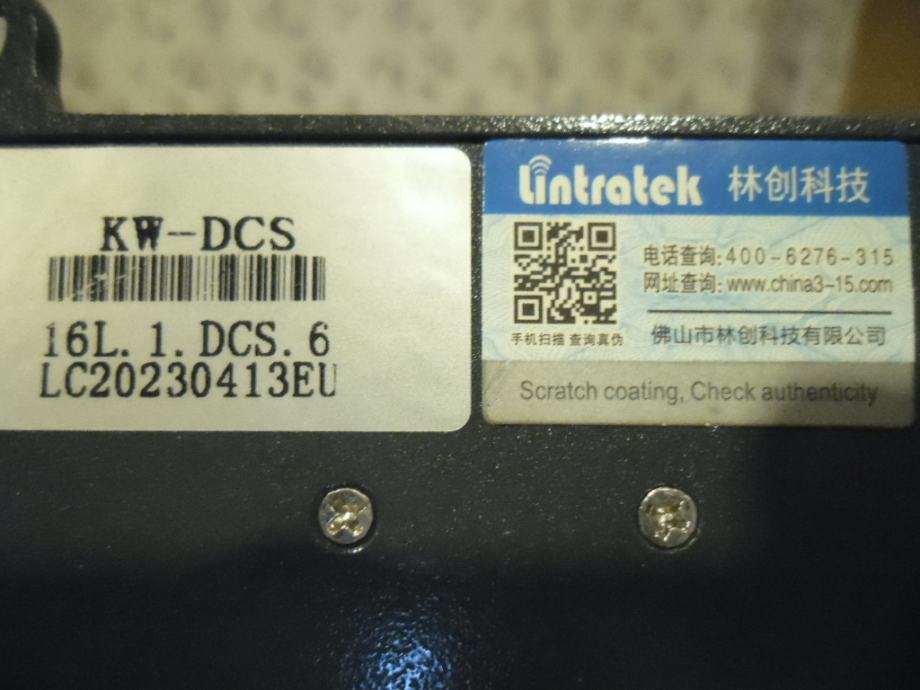 KW-DCS
16L. 1. DCS. 6
LC20230413EU
Lintratek 林创科技
电话查询:400-6276-315
网址查询: www.china3-15.com
手机扫描 查询真伪
佛山市林创科技有限公司
Scratch coating, Check authenticity